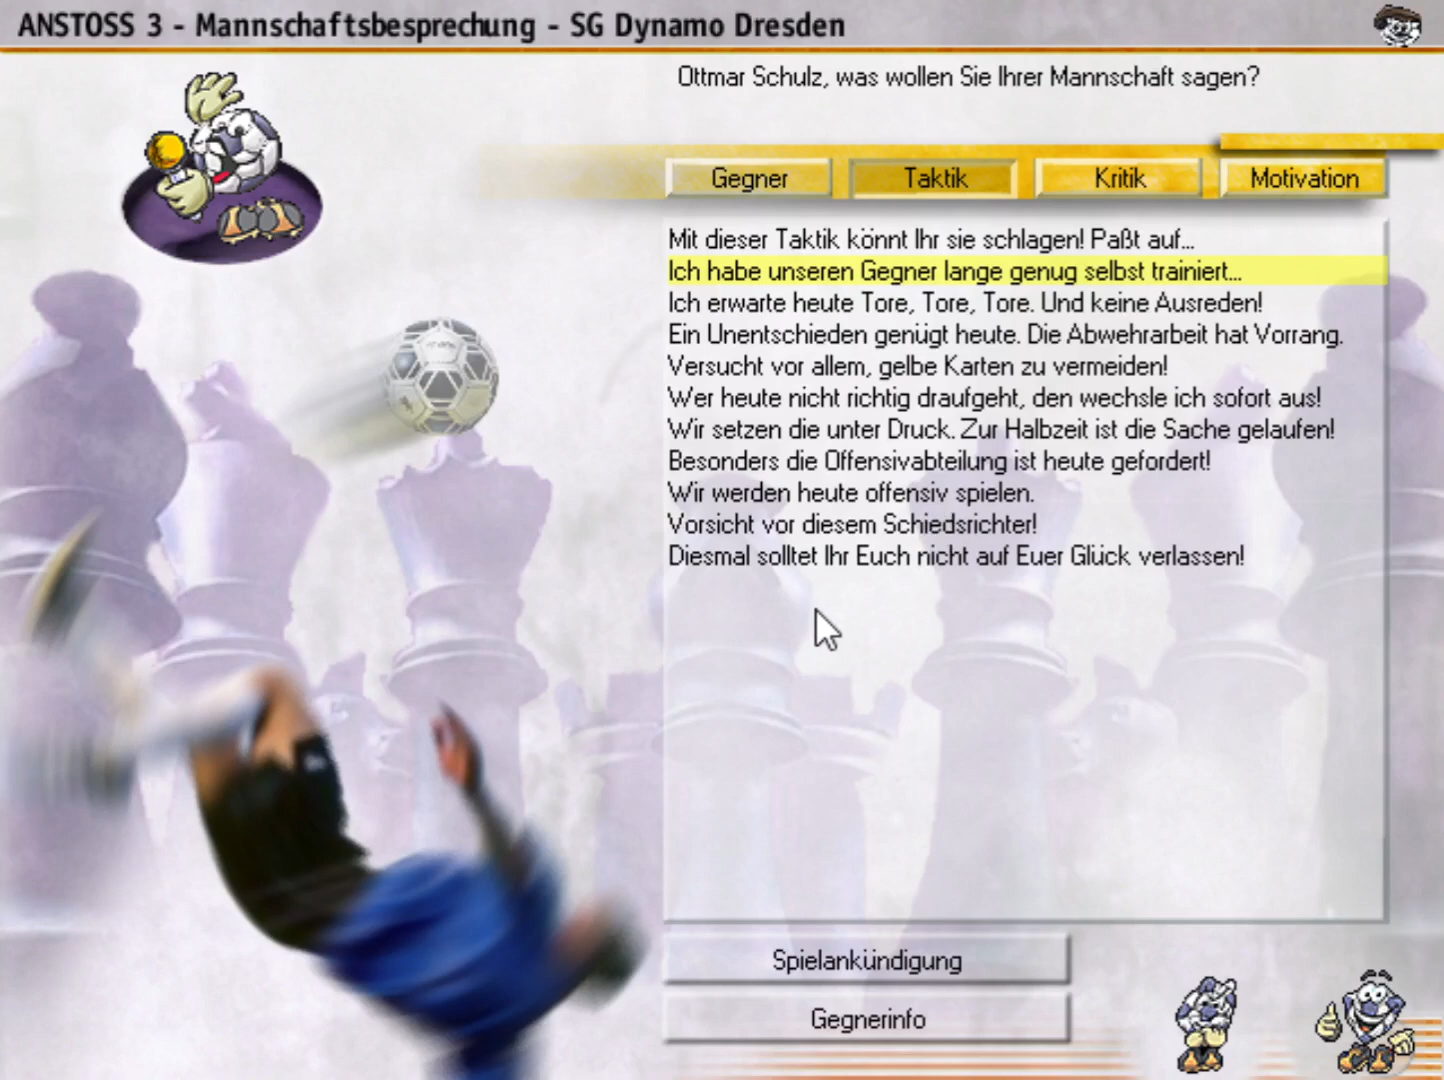 ANSTOSS 3 - Mannschaftsbesprechung - SG Dynamo Dresden
Ottmar Schulz, was wollen Sie Ihrer Mannschaft sagen?
Gegner Taktik Kritik Motivation
Mit dieser Taktik könnt Ihr sie schlagen! Paßt auf...
Ich habe unseren Gegner lange genug selbst trainiert...
Ich erwarte heute Tore, Tore, Tore. Und keine Ausreden!
Ein Unentschieden genügt heute. Die Abwehrarbeit hat Vorrang.
Versucht vor allem, gelbe Karten zu vermeiden!
Wer heute nicht richtig draufgeht, den wechsle ich sofort aus!
Wir setzen die unter Druck. Zur Halbzeit ist die Sache gelaufen!
Besonders die Offensivabteilung ist heute gefordert!
Wir werden heute offensiv spielen.
Vorsicht vor diesem Schiedsrichter!
Diesmal solltet Ihr Euch nicht auf Euer Glück verlassen!
Spielankündigung
Gegnerinfo